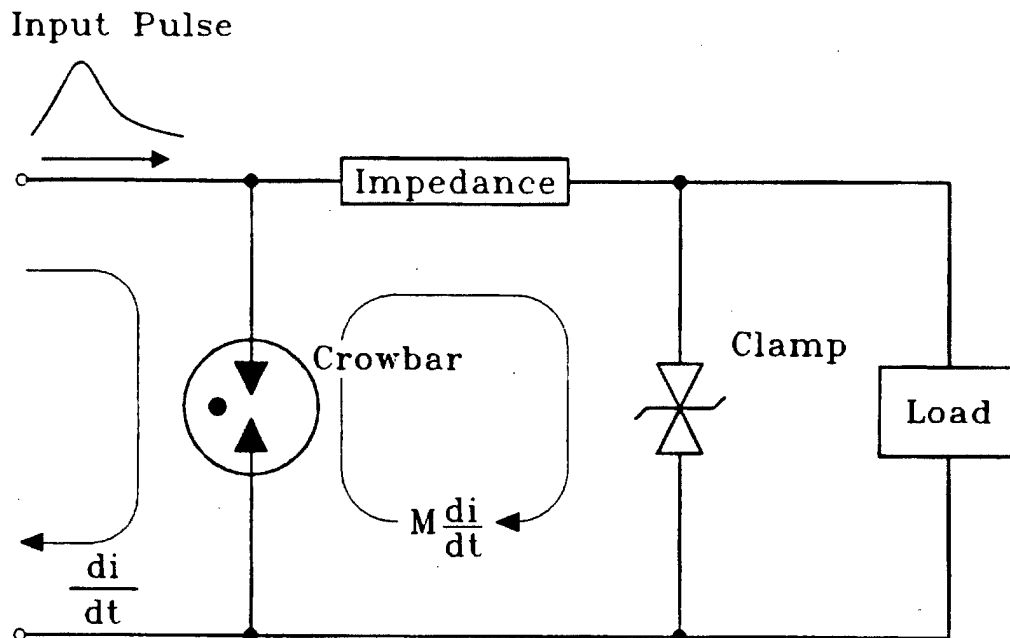 Input Pulse
Impedance
Crowbar
Clamp
Load
M di/dt
di/dt